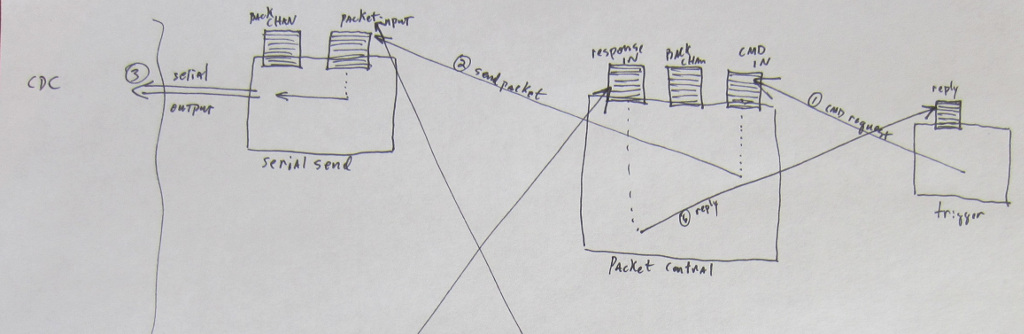 CDC
3
serial
output
BACK
CHAN
packet input
serial send
2 send packet
response
IN
BACK
CHAN
CMD
IN
1 CMD request
reply
reply
Packet control
trigger